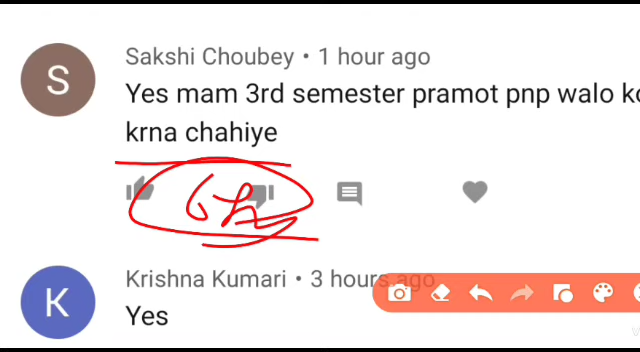 Sakshi Choubey • 1 hour ago
Yes mam 3rd semester pramot pnp walo
krna chahiye
Krishna Kumari • 3 hours ago
Yes